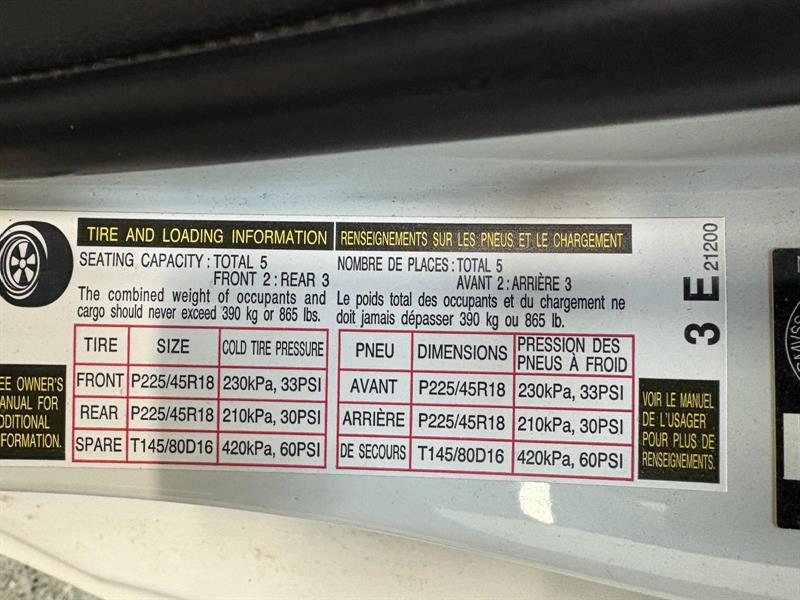 TIRE AND LOADING INFORMATION
SEATING CAPACITY : TOTAL 5
FRONT 2 : REAR 3
The combined weight of occupants and
cargo should never exceed 390 kg or 865 lbs.
TIRE SIZE COLD TIRE PRESSURE
FRONT P225/45R18 230kPa, 33PSI
REAR P225/45R18 210kPa, 30PSI
SPARE T145/80D16 420kPa, 60PSI
RENSEIGNEMENTS SUR LES PNEUS ET LE CHARGEMENT
NOMBRE DE PLACES : TOTAL 5
AVANT 2 : ARRIÈRE 3
Le poids total des occupants et du chargement ne
doit jamais dépasser 390 kg ou 865 lb.
PNEU DIMENSIONS PRESSION DES
PNEUS À FROID
AVANT P225/45R18 230kPa, 33PSI
ARRIÈRE P225/45R18 210kPa, 30PSI
DE SECOURS T145/80D16 420kPa, 60PSI
EE OWNER'S
ANUAL FOR
DDITIONAL
FORMATION.
VOIR LE MANUEL
DE L'USAGER
POUR PLUS DE
RENSEIGNEMENTS.
3 E
21200